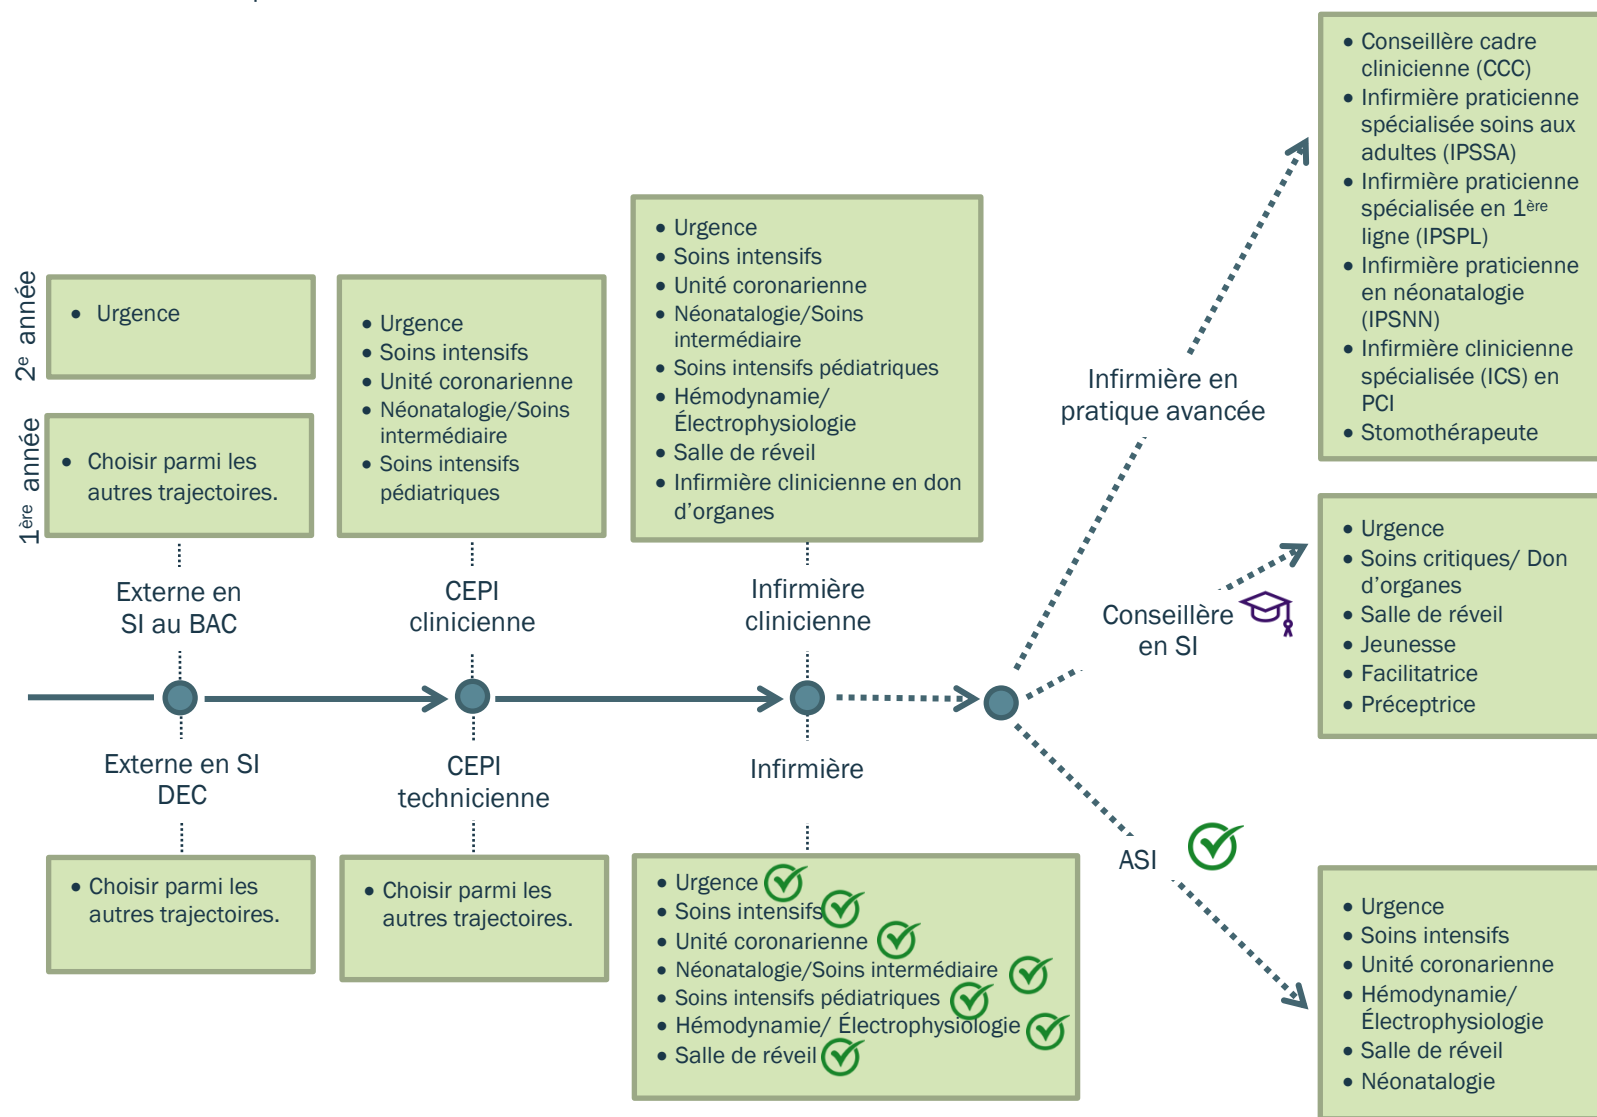 2e année
• Urgence
1ère année
• Choisir parmi les
autres trajectoires.
• Urgence
• Soins intensifs
• Unité coronarienne
• Néonatalogie/Soins
intermédiaire
• Soins intensifs
pédiatriques
• Urgence
• Soins intensifs
• Unité coronarienne
• Néonatalogie/Soins
intermédiaire
• Soins intensifs pédiatriques
• Hémodynamie/
Électrophysiologie
• Salle de réveil
• Infirmière clinicienne en don
d'organes
Externe en
SI au BAC
CEPI
clinicienne
Infirmière
clinicienne
Externe en SI
DEC
CEPI
technicienne
Infirmière
• Choisir parmi les
autres trajectoires.
• Choisir parmi les
autres trajectoires.
• Urgence
• Soins intensifs
• Unité coronarienne
• Néonatalogie/Soins intermédiaire
• Soins intensifs pédiatriques
• Hémodynamie/ Électrophysiologie
• Salle de réveil
Infirmière en
pratique avancée
• Conseillère cadre
clinicienne (CCC)
• Infirmière praticienne
spécialisée soins aux
adultes (IPSSA)
• Infirmière praticienne
spécialisée en 1ère
ligne (IPSPL)
• Infirmière praticienne
en néonatalogie
(IPSNN)
• Infirmière clinicienne
spécialisée (ICS) en
PCI
• Stomothérapeute
Conseillère
en SI
• Urgence
• Soins critiques/ Don
d'organes
• Salle de réveil
• Jeunesse
• Facilitatrice
• Préceptrice
ASI
• Urgence
• Soins intensifs
• Unité coronarienne
• Hémodynamie/
Électrophysiologie
• Salle de réveil
• Néonatalogie